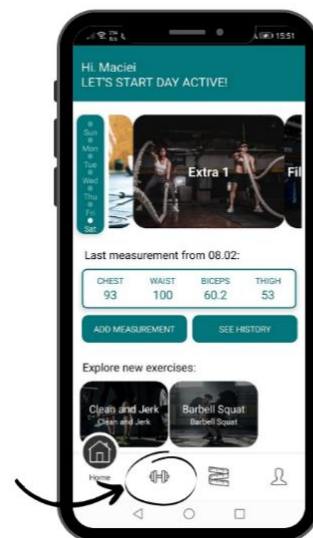 15:51
Hi. Maciei
LET'S START DAY ACTIVE!
Sun
Mon
Tue
Wed
Thu
Fri
Sat
Extra 1
Fil
Last measurement from 08.02:
CHEST WAIST BICEPS THIGH
93 100 60.2 53
ADD MEASUREMENT SEE HISTORY
Explore new exercises:
Clean and Jerk Barbell Squat
Clean and Jerk Barbell Squat
Home